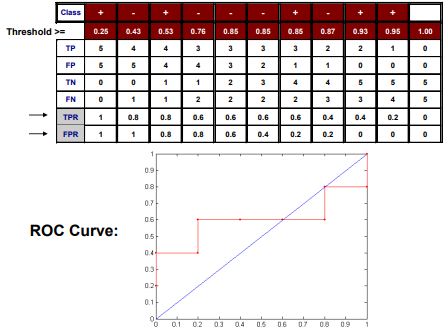 Class + - + - - - + - + +
Threshold >= 0.25 0.43 0.53 0.76 0.85 0.85 0.85 0.87 0.93 0.95 1.00
TP 5 4 4 3 3 3 3 2 2 1 0
FP 5 5 4 4 3 2 1 1 0 0 0
TN 0 0 1 1 2 3 4 4 5 5 5
FN 0 1 1 2 2 2 2 3 3 4 5
TPR 1 0.8 0.8 0.6 0.6 0.6 0.6 0.4 0.4 0.2 0
FPR 1 1 0.8 0.8 0.6 0.4 0.2 0.2 0 0 0
ROC Curve:
1
0.9
0.8
0.7
0.6
0.5
0.4
0.3
0.2
0.1
0
0 0.1 0.2 0.3 0.4 0.5 0.6 0.7 0.8 0.9 1